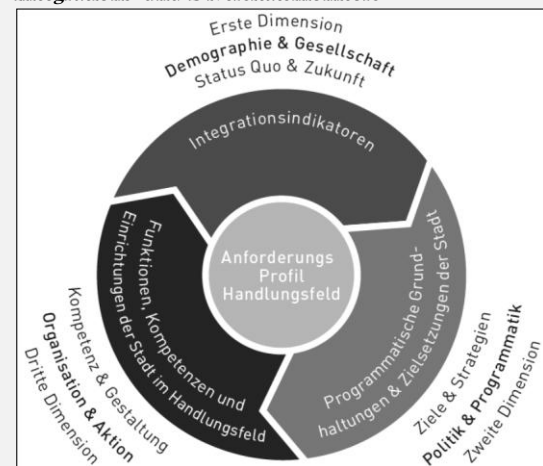 Erste Dimension
Demographie & Gesellschaft
Status Quo & Zukunft
Integrationsindikatoren
Anforderungs
Profil
Handlungsfeld
Programmatische Grund-
haltungen & Zielsetzungen der Stadt
Ziele & Strategien
Politik & Programmatik
Zweite Dimension
Funktionen, Kompetenzen und
Einrichtungen der Stadt im Handlungsfeld
Kompetenz & Gestaltung
Organisation & Aktion
Dritte Dimension